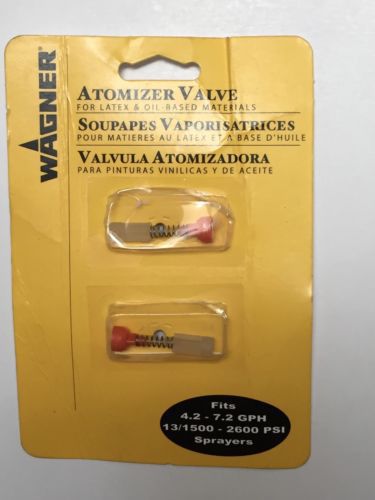 WAGNER
ATOMIZER VALVE
FOR LATEX & OIL-BASED MATERIALS
SOUPAPES VAPORISATRICES
POUR MATIERES AU LATEX ET A BASE D'HUILE
VALVULA ATOMIZADORA
PARA PINTURAS VINILICAS Y DE ACEITE
Fits
4.2 - 7.2 GPH
13/1500 - 2600 PSI
Sprayers